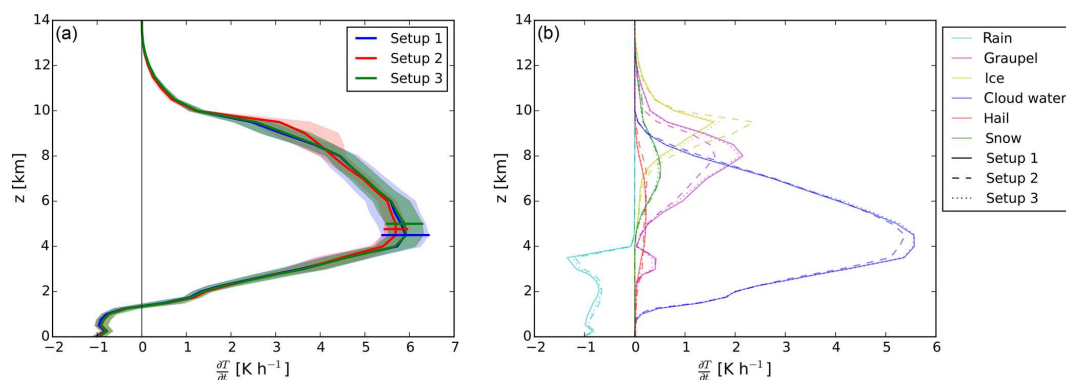 (a)
Setup 1
Setup 2
Setup 3
z [km]
14
12
10
8
6
4
2
0
−2 −1 0 1 2 3 4 5 6 7
∂T/∂t [K h⁻¹]
(b)
z [km]
14
12
10
8
6
4
2
0
−2 −1 0 1 2 3 4 5 6
∂T/∂t [K h⁻¹]
Rain
Graupel
Ice
Cloud water
Hail
Snow
Setup 1
Setup 2
Setup 3